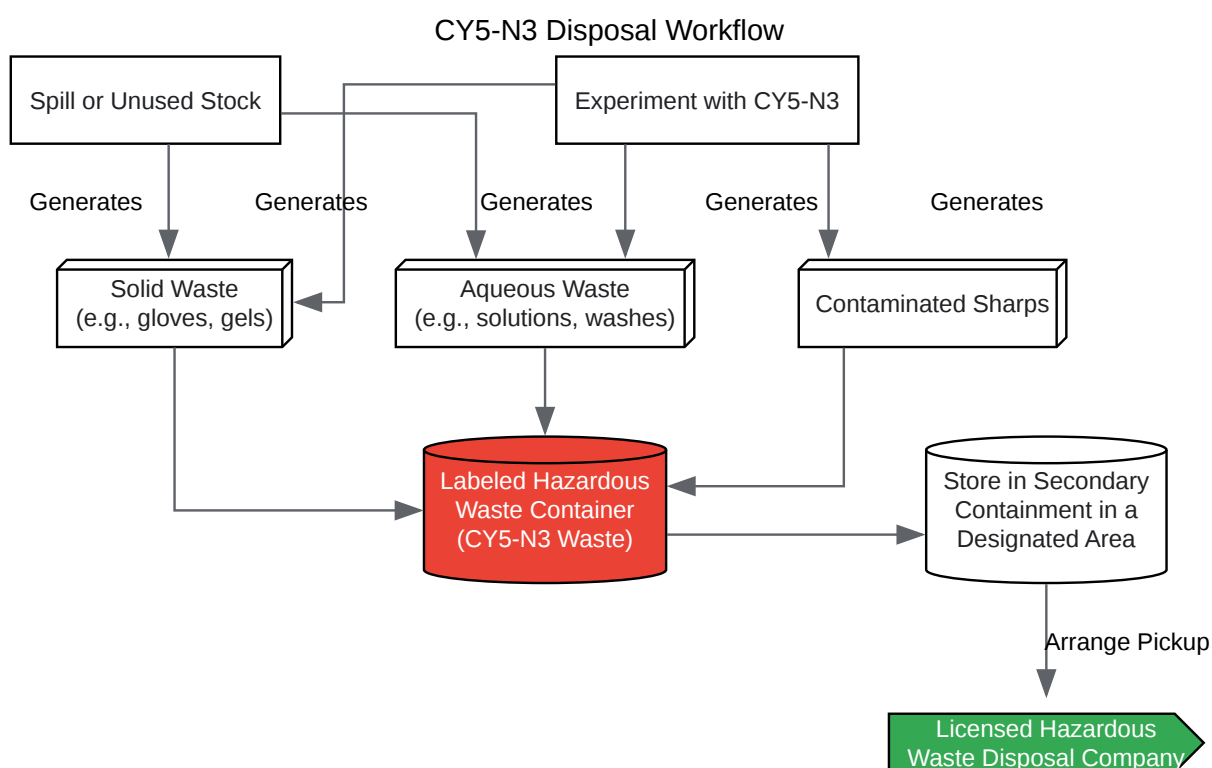 CY5-N3 Disposal Workflow
Spill or Unused Stock
Experiment with CY5-N3
Generates
Generates
Generates
Generates
Generates
Solid Waste
(e.g., gloves, gels)
Aqueous Waste
(e.g., solutions, washes)
Contaminated Sharps
Labeled Hazardous
Waste Container
(CY5-N3 Waste)
Store in Secondary
Containment in a
Designated Area
Arrange Pickup
Licensed Hazardous
Waste Disposal Company